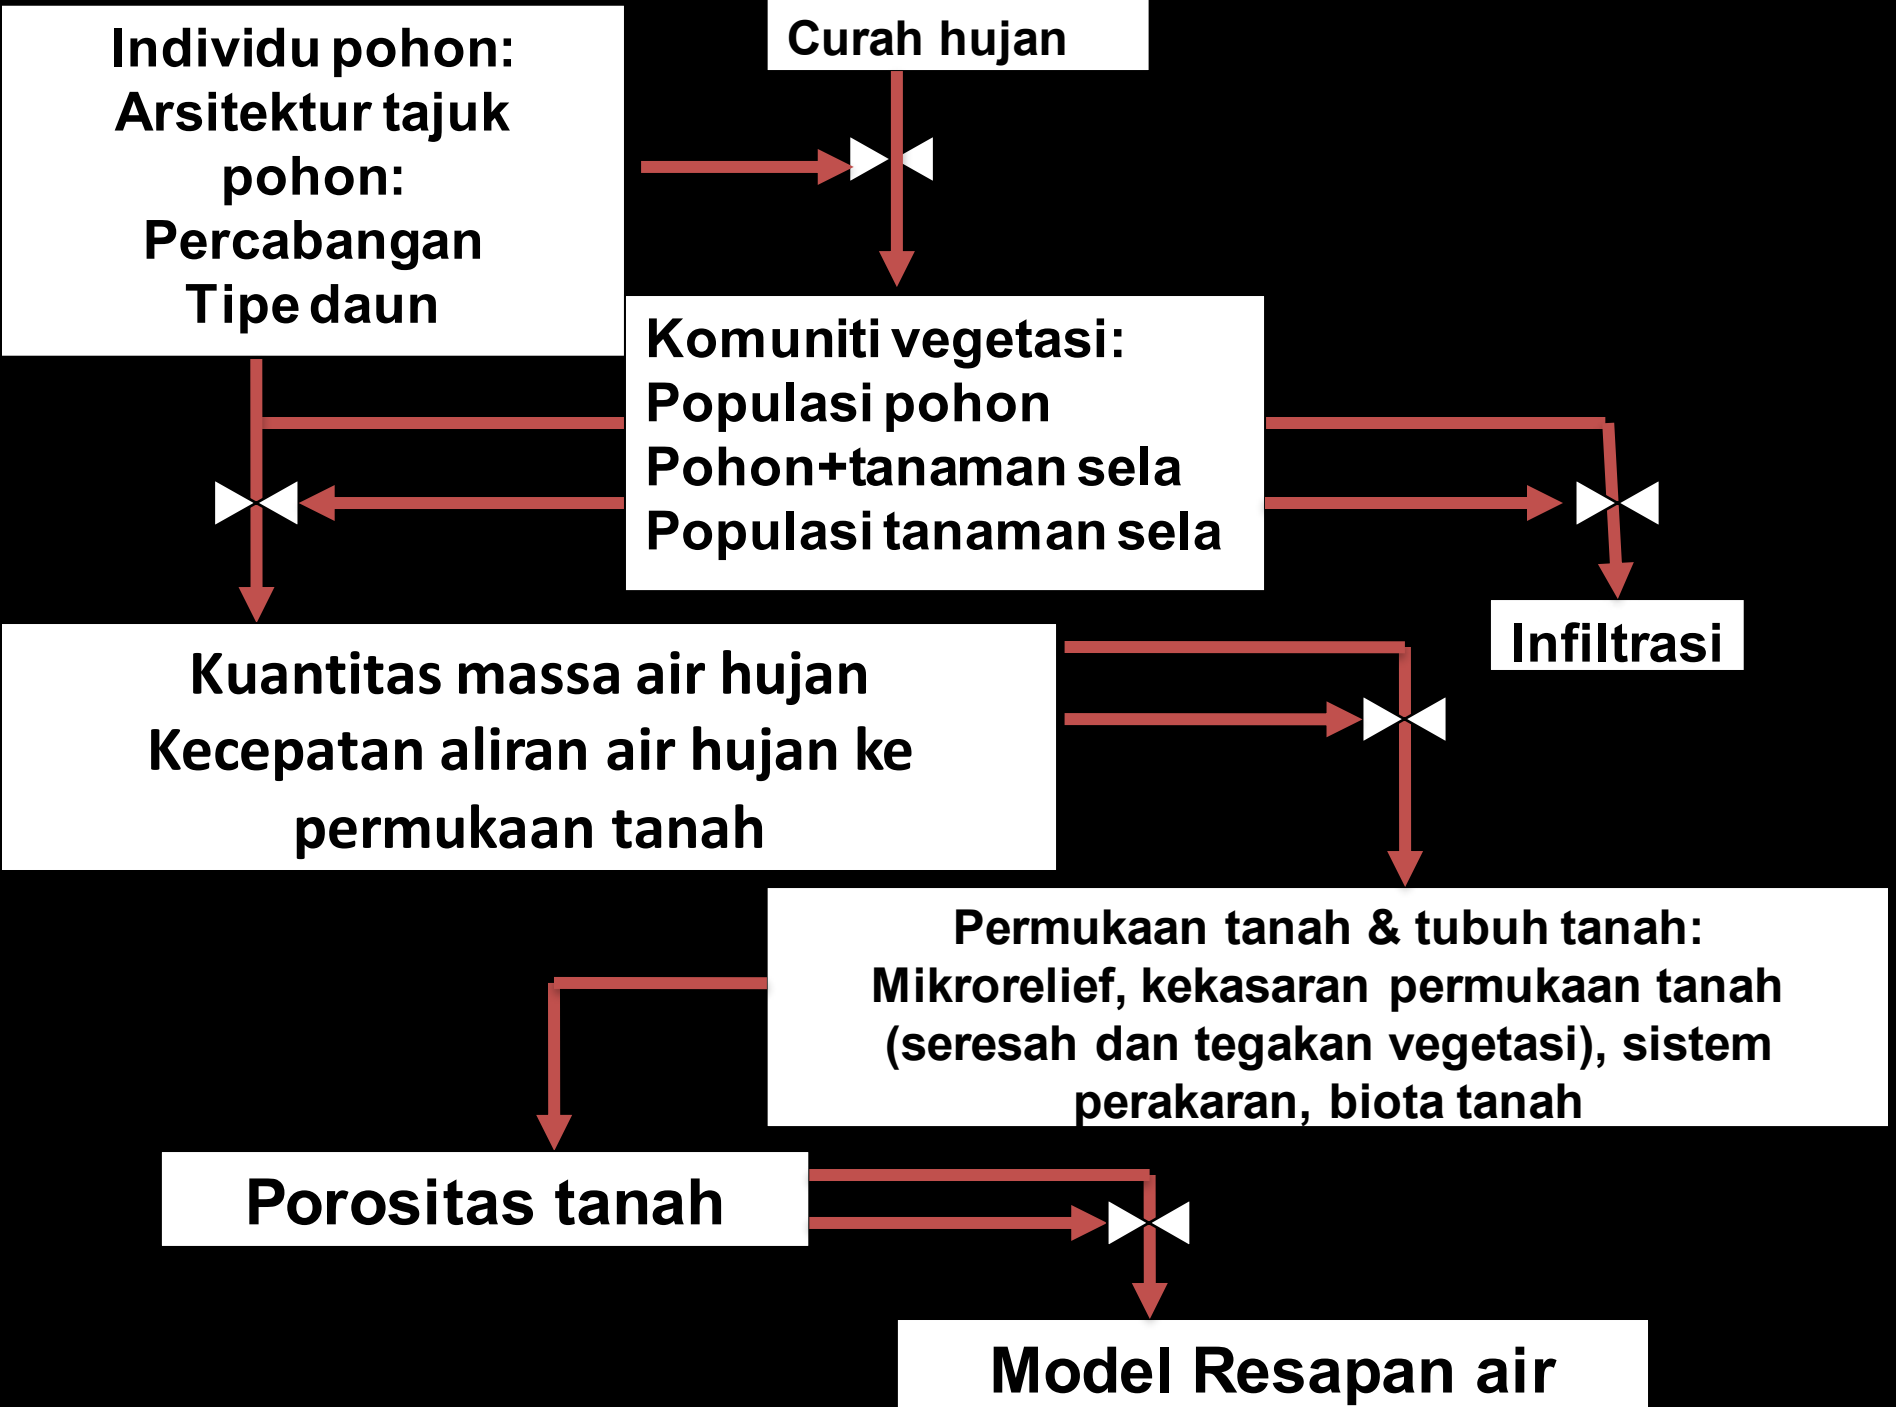 Individu pohon:
Arsitektur tajuk
pohon:
Percabangan
Tipe daun
Curah hujan
Komuniti vegetasi:
Populasi pohon
Pohon+tanaman sela
Populasi tanaman sela
Infiltrasi
Kuantitas massa air hujan
Kecepatan aliran air hujan ke
permukaan tanah
Permukaan tanah & tubuh tanah:
Mikrorelief, kekasaran permukaan tanah
(seresah dan tegakan vegetasi), sistem
perakaran, biota tanah
Porositas tanah
Model Resapan air